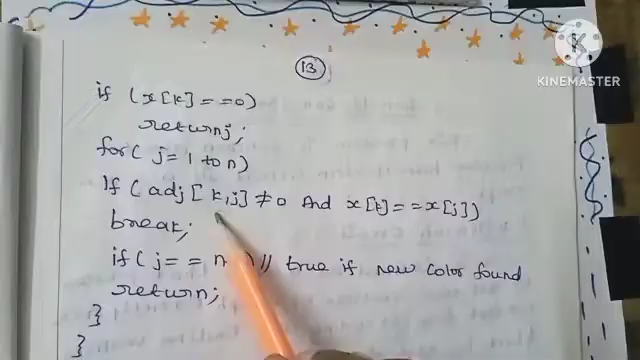 13
KINEMASTER
if (x[k]==0)
return;
for( j= 1 to n)
If ( adj [ k,j] ≠0 And x[k]==x[j])
break;
if( j== n ) // true if new color found
return;
}
}